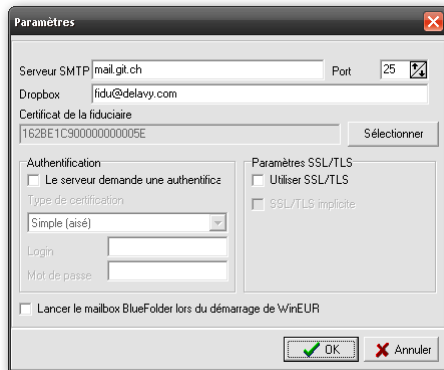 Paramètres
Serveur SMTP mail.git.ch Port 25
Dropbox fidu@delavy.com
Certificat de la fiduciaire
162BE1C900000000005E Sélectionner
Authentification Paramètres SSL/TLS
Le serveur demande une authentifica Utiliser SSL/TLS
Type de certification SSL/TLS implicite
Simple (aisé)
Login
Mot de passe
Lancer le mailbox BlueFolder lors du démarrage de WinEUR
OK Annuler